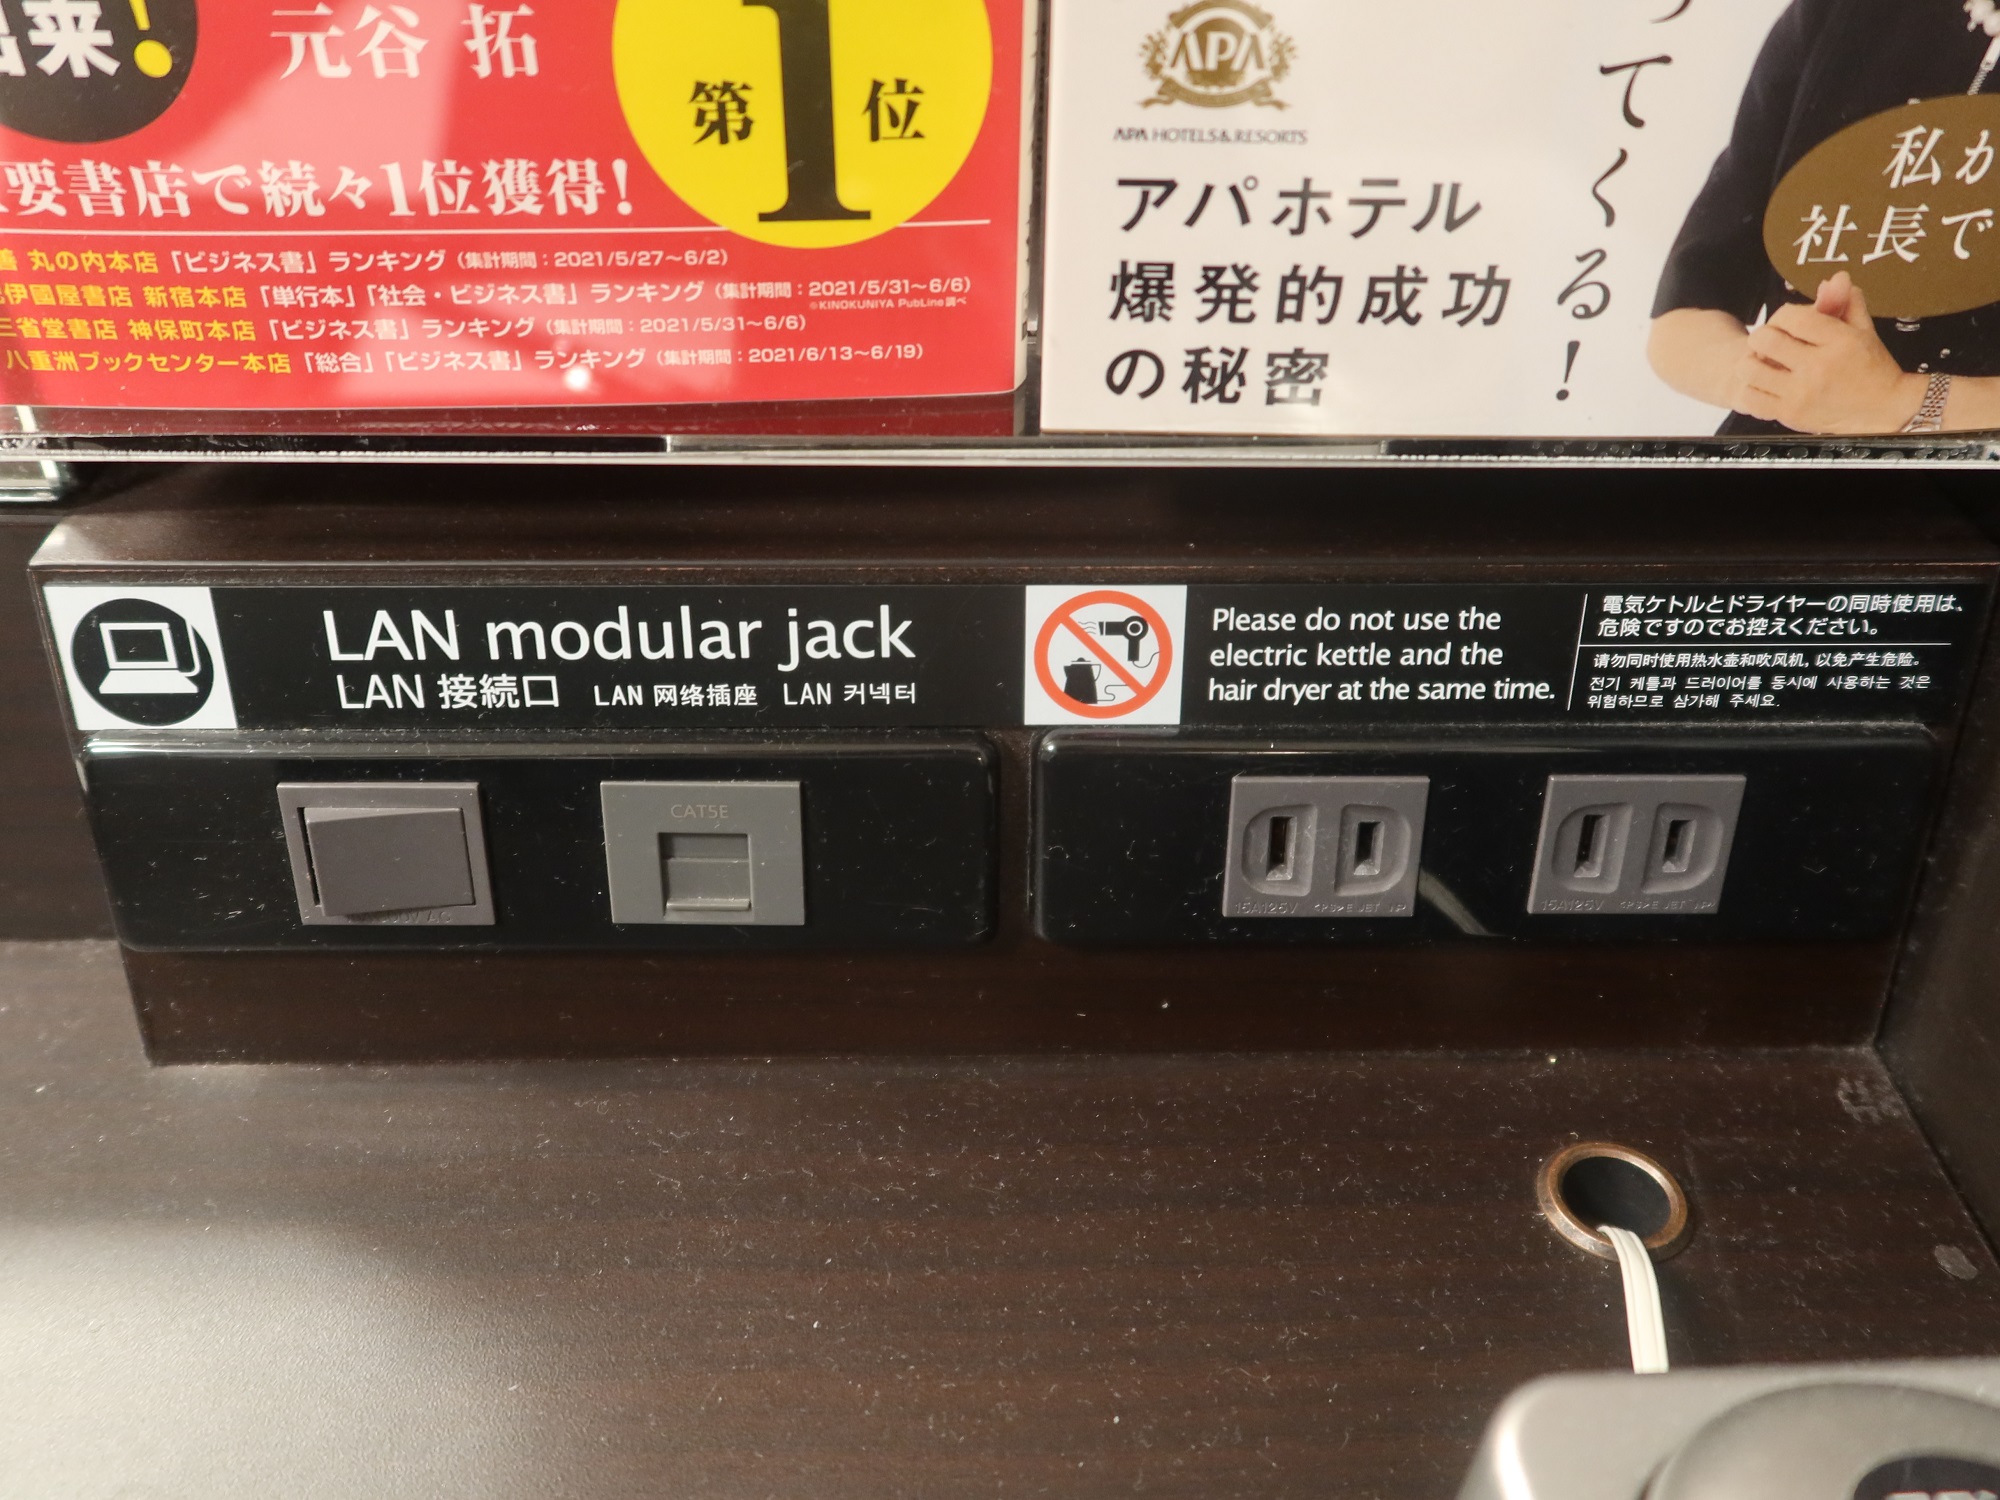 出来!
元谷 拓
第1位
要書店で続々1位獲得!
丸の内本店「ビジネス書」ランキング(集計期間:2021/5/27〜6/2)
伊國屋書店 新宿本店「単行本」「社会・ビジネス書」ランキング(集計期間:2021/5/31〜6/6)
※KINOKUNIYA PubLine調べ
三省堂書店 神保町本店「ビジネス書」ランキング(集計期間:2021/5/31〜6/6)
八重洲ブックセンター本店「総合」「ビジネス書」ランキング(集計期間:2021/6/13〜6/19)
APA
APA HOTELS&RESORTS
アパホテル
爆発的成功
の秘密
ってくる!
私が
社長で
LAN modular jack
LAN 接続口 LAN 网络插座 LAN 커넥터
Please do not use the
electric kettle and the
hair dryer at the same time.
電気ケトルとドライヤーの同時使用は、
危険ですのでお控えください。
请勿同时使用热水壶和吹风机, 以免产生危险。
전기 케틀과 드러이어를 동시에 사용하는 것은
위험하므로 삼가해 주세요.
CAT5E
15A125V <PS>E JET NP
15A125V <PS>E JET NP